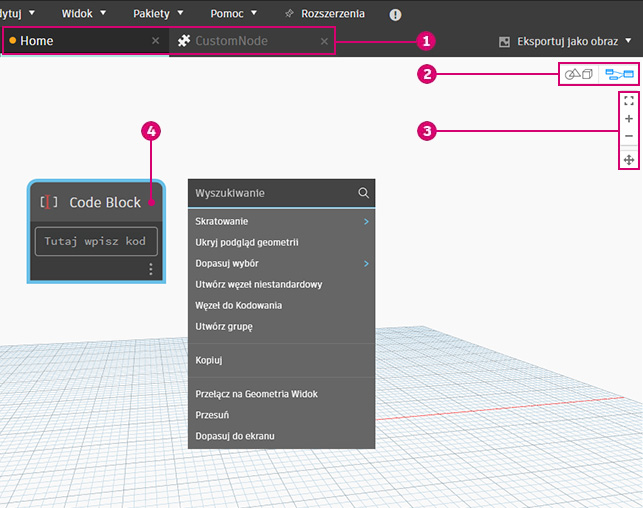 dytuj Widok Pakiety Pomoc Rozszerzenia
Home CustomNode 1 Eksportuj jako obraz
2
3
4
Code Block
Tutaj wpisz kod
Wyszukiwanie
Skratowanie
Ukryj podgląd geometrii
Dopasuj wybór
Utwórz węzeł niestandardowy
Węzeł do Kodowania
Utwórz grupę
Kopiuj
Przełącz na Geometria Widok
Przesuń
Dopasuj do ekranu